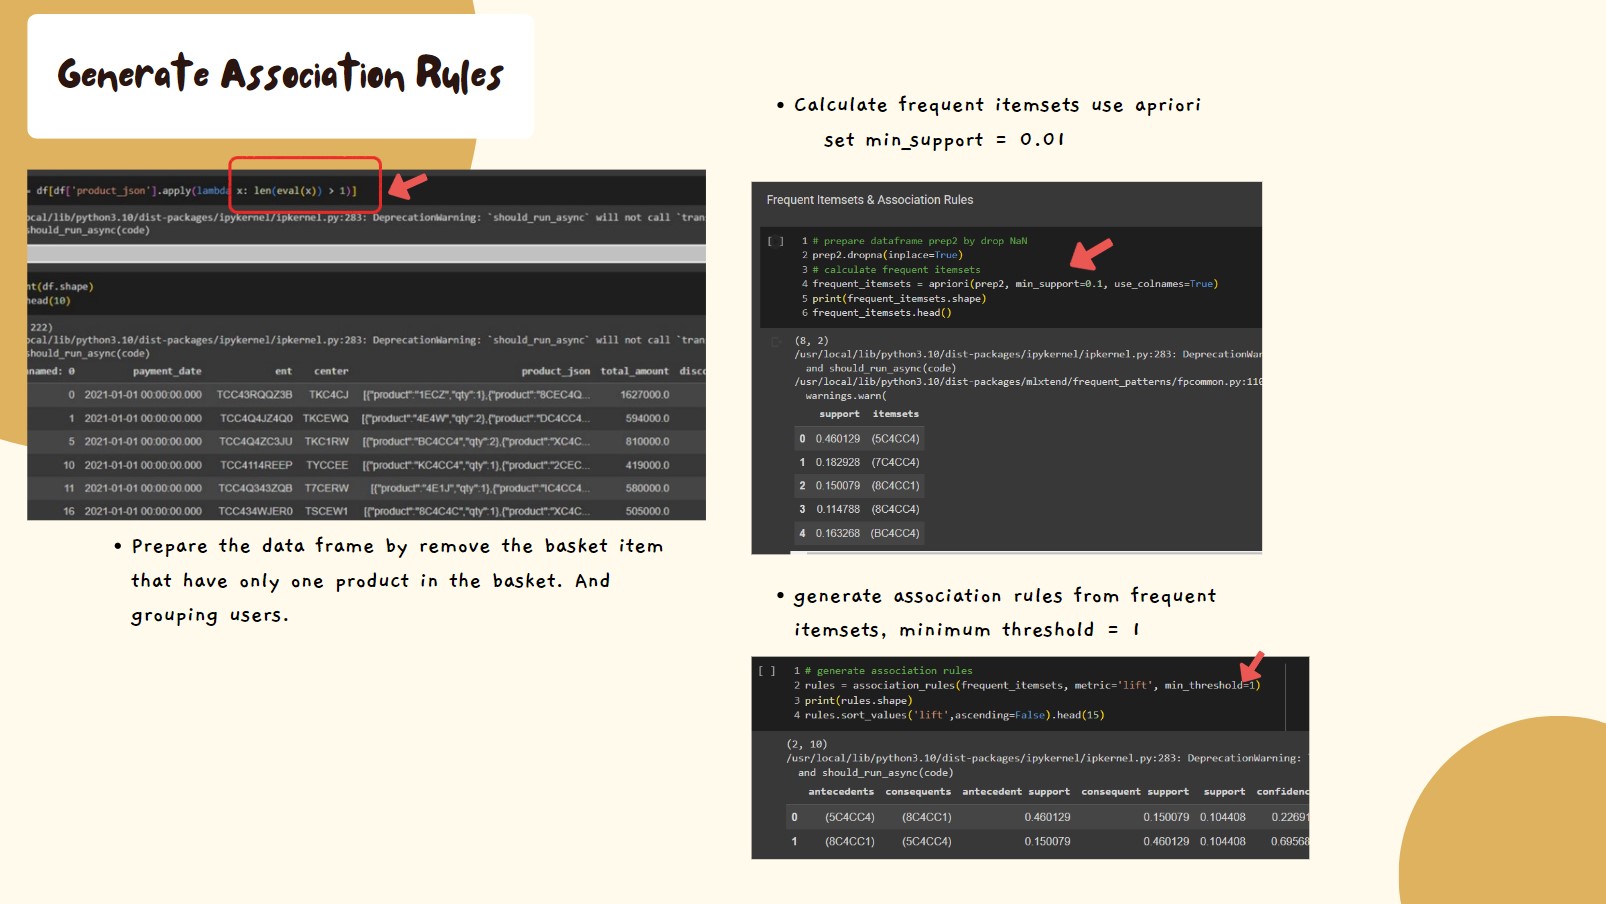 Generate Association Rules
= df[df['product_json'].apply(lambda x: len(eval(x)) > 1)]
ocal/lib/python3.10/dist-packages/ipykernel/ipkernel.py:283: DeprecationWarning: `should_run_async` will not call `tran
should_run_async(code)
nt(df.shape)
head(10)
222)
ocal/lib/python3.10/dist-packages/ipykernel/ipkernel.py:283: DeprecationWarning: `should_run_async` will not call `tran
should_run_async(code)
named: 0 payment_date ent center product_json total_amount disc
0 2021-01-01 00:00:00.000 TCC43RQQZ3B TKC4CJ [{"product":"1ECZ","qty":1},{"product":"8CEC4Q... 1627000.0
1 2021-01-01 00:00:00.000 TCC4Q4JZ4Q0 TKCEWQ [{"product":"4E4W","qty":2},{"product":"DC4CC4... 594000.0
5 2021-01-01 00:00:00.000 TCC4Q4ZC3JU TKC1RW [{"product":"BC4CC4","qty":2},{"product":"XC4C... 810000.0
10 2021-01-01 00:00:00.000 TCC4114REEP TYCCEE [{"product":"KC4CC4","qty":1},{"product":"2CEC... 419000.0
11 2021-01-01 00:00:00.000 TCC4Q343ZQB T7CERW [{"product":"4E1J","qty":1},{"product":"IC4CC4... 580000.0
16 2021-01-01 00:00:00.000 TCC434WJER0 TSCEW1 [{"product":"8C4C4C","qty":1},{"product":"XC4C... 505000.0
• Prepare the data frame by remove the basket item
that have only one product in the basket. And
grouping users.
• Calculate frequent itemsets use apriori
set min_support = 0.01
Frequent Itemsets & Association Rules
[ ] 1 # prepare dataframe prep2 by drop NaN
2 prep2.dropna(inplace=True)
3 # calculate frequent itemsets
4 frequent_itemsets = apriori(prep2, min_support=0.1, use_colnames=True)
5 print(frequent_itemsets.shape)
6 frequent_itemsets.head()
(8, 2)
/usr/local/lib/python3.10/dist-packages/ipykernel/ipkernel.py:283: DeprecationWar
and should_run_async(code)
/usr/local/lib/python3.10/dist-packages/mlxtend/frequent_patterns/fpcommon.py:110
warnings.warn(
support itemsets
0 0.460129 (5C4CC4)
1 0.182928 (7C4CC4)
2 0.150079 (8C4CC1)
3 0.114788 (8C4CC4)
4 0.163268 (BC4CC4)
• generate association rules from frequent
itemsets, minimum threshold = 1
[ ] 1 # generate association rules
2 rules = association_rules(frequent_itemsets, metric='lift', min_threshold=1)
3 print(rules.shape)
4 rules.sort_values('lift',ascending=False).head(15)
(2, 10)
/usr/local/lib/python3.10/dist-packages/ipykernel/ipkernel.py:283: DeprecationWarning:
and should_run_async(code)
antecedents consequents antecedent support consequent support support confidenc
0 (5C4CC4) (8C4CC1) 0.460129 0.150079 0.104408 0.22691
1 (8C4CC1) (5C4CC4) 0.150079 0.460129 0.104408 0.69568